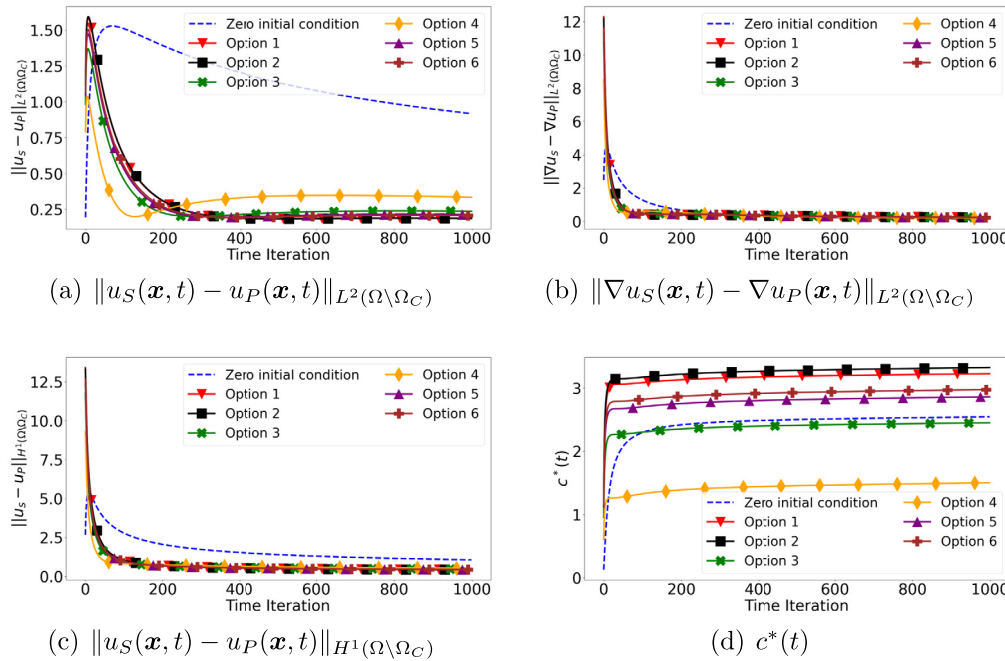 ||u_s − u_P||_{L²(Ω\Ω_C)}
1.50
1.25
1.00
0.75
0.50
0.25
0
200
400
600
800
1000
Time Iteration
Zero initial condition
Option 1
Option 2
Option 3
Option 4
Option 5
Option 6
(a) ‖u_S(x, t) − u_P(x, t)‖_{L²(Ω\Ω_C)}
||∇u_s − ∇u_P||_{L²(Ω\Ω_C)}
12
10
8
6
4
2
0
0
200
400
600
800
1000
Time Iteration
Zero initial condition
Option 1
Option 2
Option 3
Option 4
Option 5
Option 6
(b) ‖∇u_S(x, t) − ∇u_P(x, t)‖_{L²(Ω\Ω_C)}
||u_s − u_P||_{H¹(Ω\Ω_C)}
12.5
10.0
7.5
5.0
2.5
0.0
0
200
400
600
800
1000
Time Iteration
Zero initial condition
Option 1
Option 2
Option 3
Option 4
Option 5
Option 6
(c) ‖u_S(x, t) − u_P(x, t)‖_{H¹(Ω\Ω_C)}
c*(t)
3
2
1
0
0
200
400
600
800
1000
Time Iteration
Zero initial condition
Option 1
Option 2
Option 3
Option 4
Option 5
Option 6
(d) c*(t)